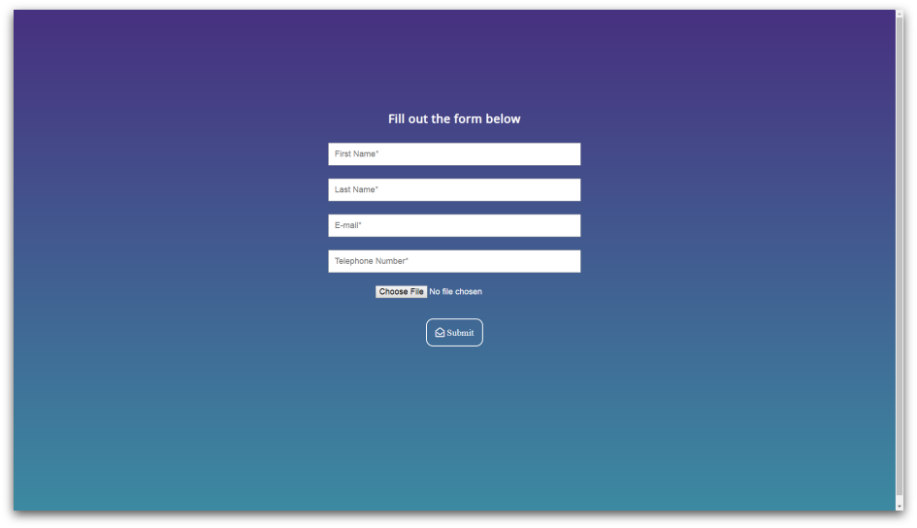 Fill out the form below
First Name*
Last Name*
E-mail*
Telephone Number*
Choose File No file chosen
Submit